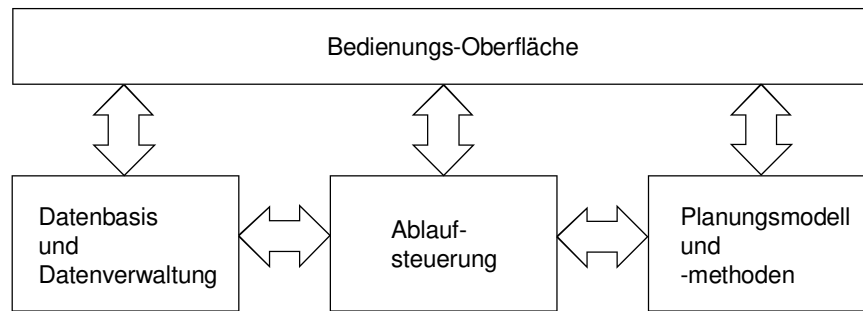 Bedienungs-Oberfläche
Datenbasis
und
Datenverwaltung
Ablauf-
steuerung
Planungsmodell
und
-methoden